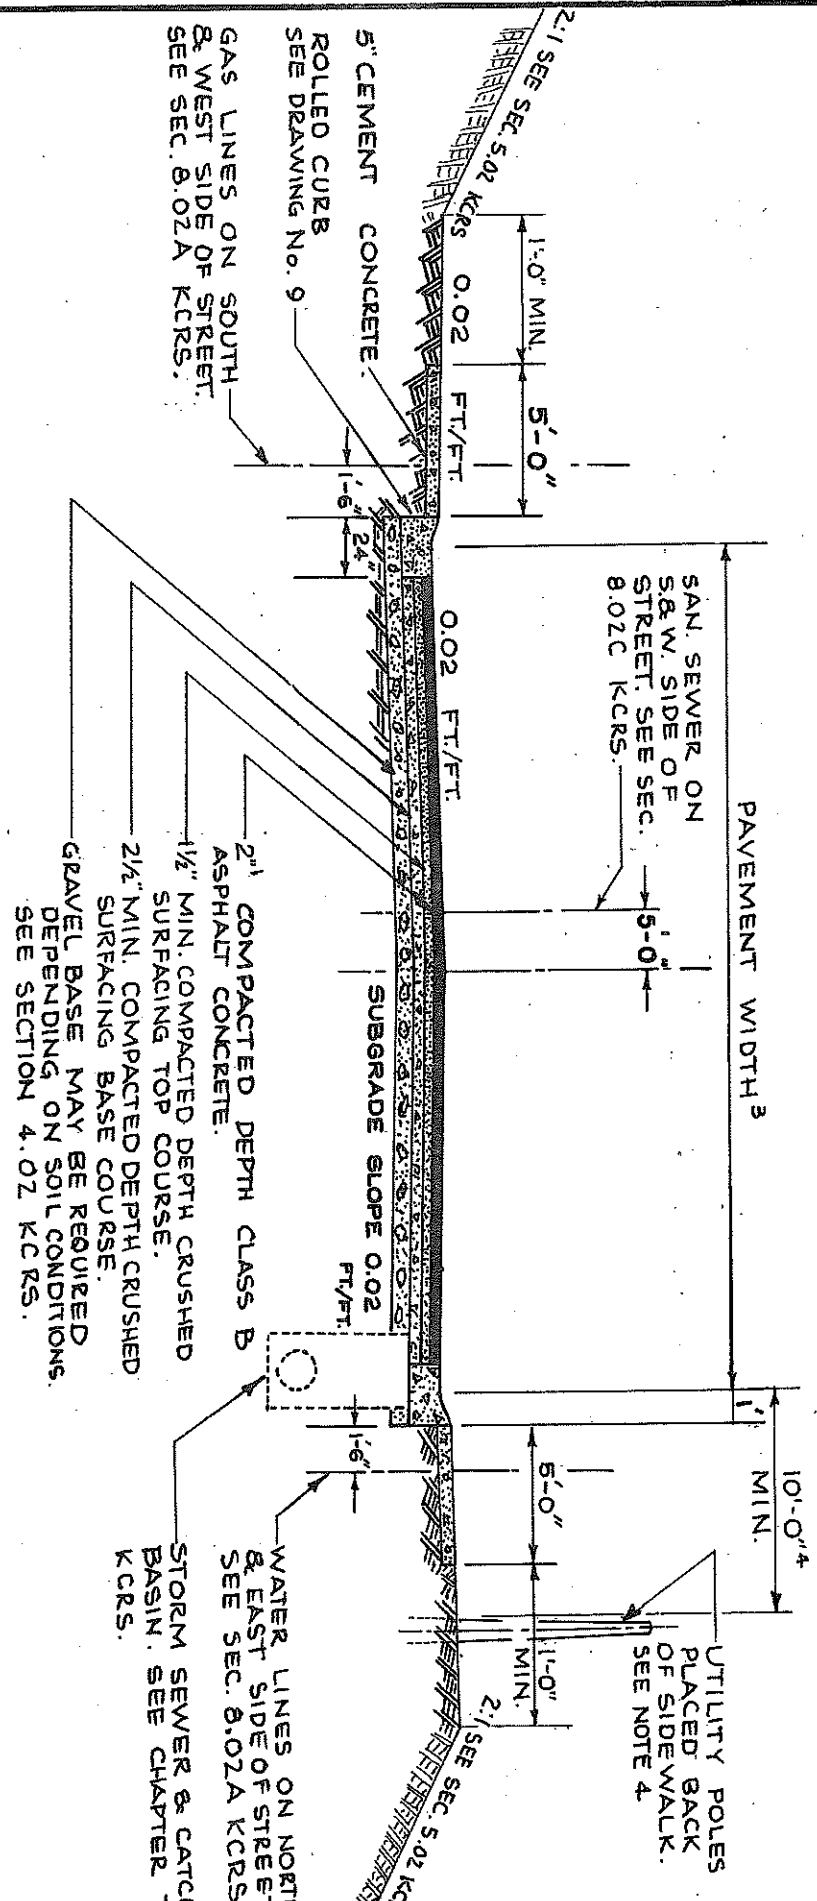 2:1 SEE SEC. 5.02 KCRS
1'-0" MIN.
0.02 FT./FT.
5'-0"
5" CEMENT CONCRETE.
ROLLED CURB
SEE DRAWING No. 9
GAS LINES ON SOUTH
& WEST SIDE OF STREET.
SEE SEC. 8.02A KCRS.
1'-6"
24"
PAVEMENT WIDTH³
SAN. SEWER ON
S.& W. SIDE OF
STREET. SEE SEC.
8.02C KCRS.
5'-0"
0.02 FT./FT.
SUBGRADE SLOPE 0.02
FT./FT.
2"¹ COMPACTED DEPTH CLASS B
ASPHALT CONCRETE.
1½" MIN. COMPACTED DEPTH CRUSHED
SURFACING TOP COURSE.
2½" MIN. COMPACTED DEPTH CRUSHED
SURFACING BASE COURSE.
GRAVEL BASE MAY BE REQUIRED
DEPENDING ON SOIL CONDITIONS.
SEE SECTION 4.02 KCRS.
1'
10'-0"⁴
MIN.
UTILITY POLES
PLACED BACK
OF SIDEWALK.
SEE NOTE 4
5'-0"
1'-0"
MIN.
1'-6"
2:1 SEE SEC. 5.02 KC
WATER LINES ON NORT
& EAST SIDE OF STREE
SEE SEC. 8.02A KCRS
STORM SEWER & CATC
BASIN. SEE CHAPTER
KCRS.